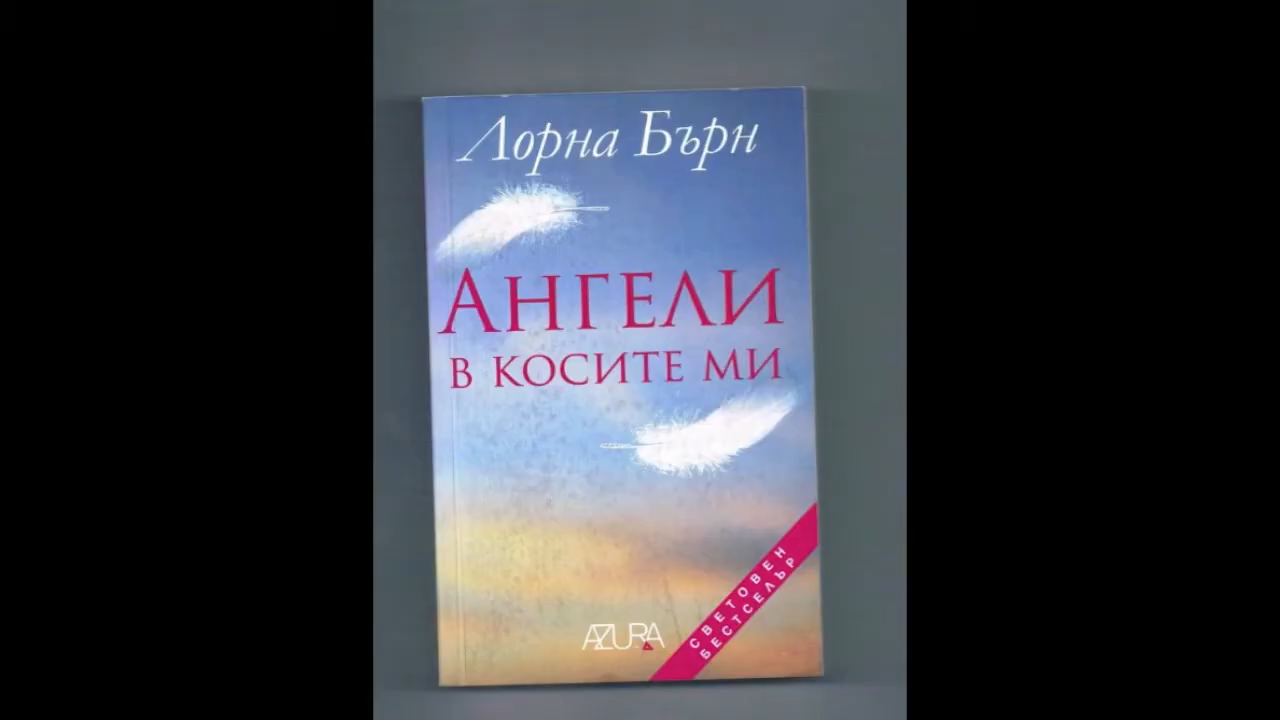 Лорна Бърн
Ангели
в косите ми
AZURA
СВЕТОВЕН
БЕСТСЕЛЪР